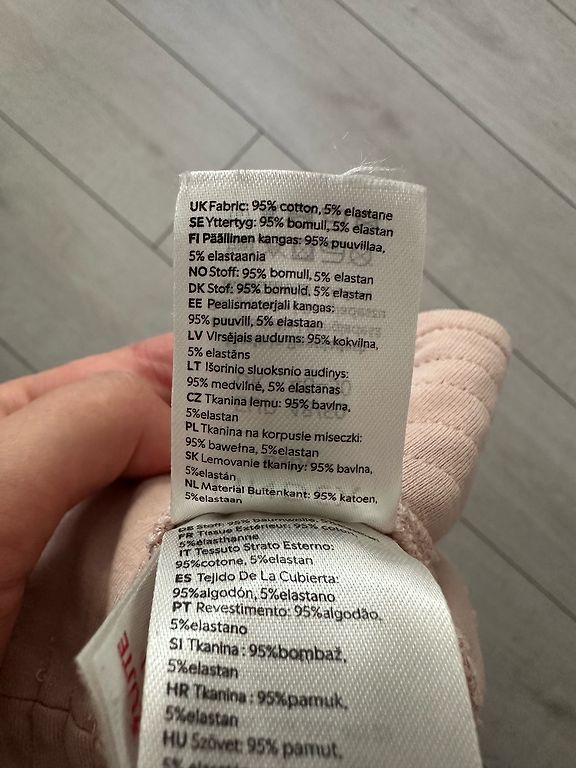 UK Fabric: 95% cotton, 5% elastane
SE Yttertyg: 95% bomull, 5% elastan
FI Päällinen kangas: 95% puuvillaa,
5% elastaania
NO Stoff: 95% bomull, 5% elastan
DK Stof: 95% bomuld, 5% elastan
EE Pealismaterjali kangas:
95% puuvill, 5% elastaan
LV Virsējais audums: 95% kokvilna,
5% elastāns
LT Išorinio sluoksnio audinys:
95% medvilnė, 5% elastanas
CZ Tkanina lemu: 95% bavlna,
5%elastan
PL Tkanina na korpusie miseczki:
95% bawełna, 5%elastan
SK Lemovanie tkaniny: 95% bavlna,
5%elastán
NL Material Buitenkant: 95% katoen,
5%elastaan
DE Stoff: 95% baumwolle,
FR Tissue Extérieur: 95% coton,
5%élasthanne
IT Tessuto Strato Esterno:
95%cotone, 5%elastan
ES Tejido De La Cubierta:
95%algodón, 5%elastano
PT Revestimento: 95%algodão,
5%elastano
SI Tkanina : 95%bombaž,
5%elastan
HR Tkanina : 95%pamuk,
5%elastan
HU Szövet: 95% pamut,